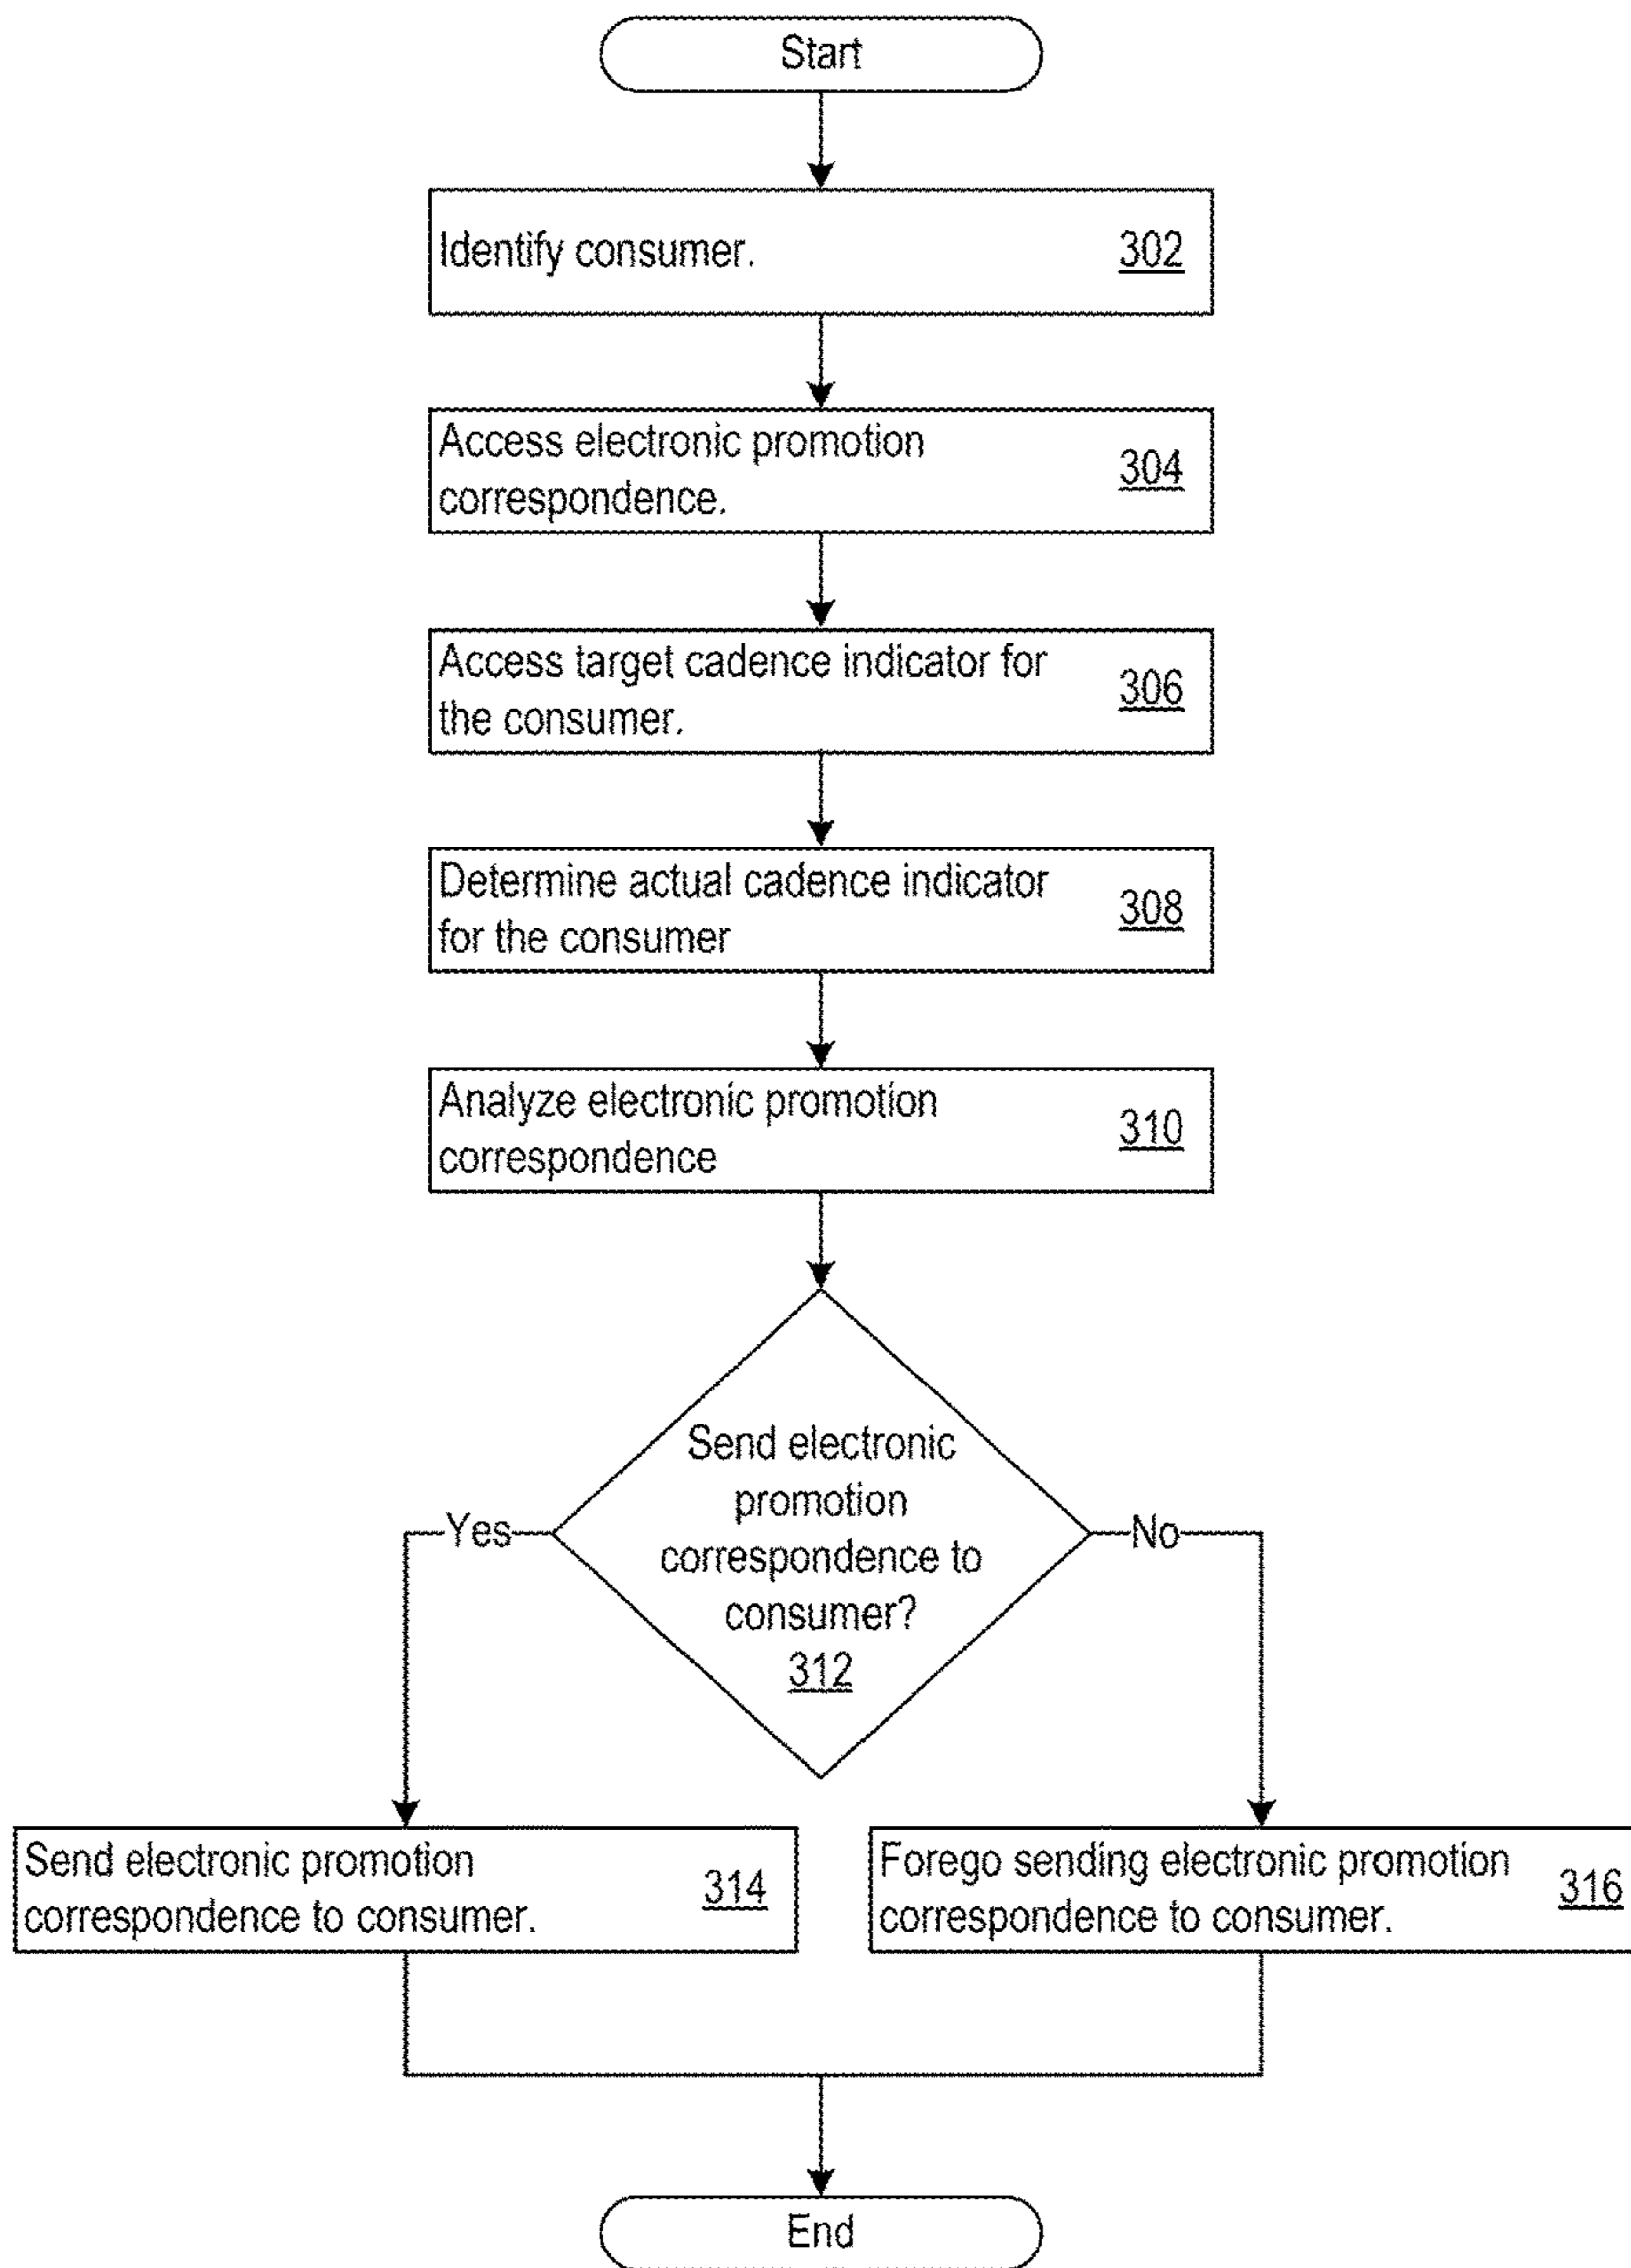 Start
Identify consumer. 302
Access electronic promotion
correspondence. 304
Access target cadence indicator for
the consumer. 306
Determine actual cadence indicator
for the consumer 308
Analyze electronic promotion
correspondence 310
Send electronic
promotion
correspondence to
consumer?
312
Yes
No
Send electronic promotion
correspondence to consumer. 314
Forego sending electronic promotion
correspondence to consumer. 316
End